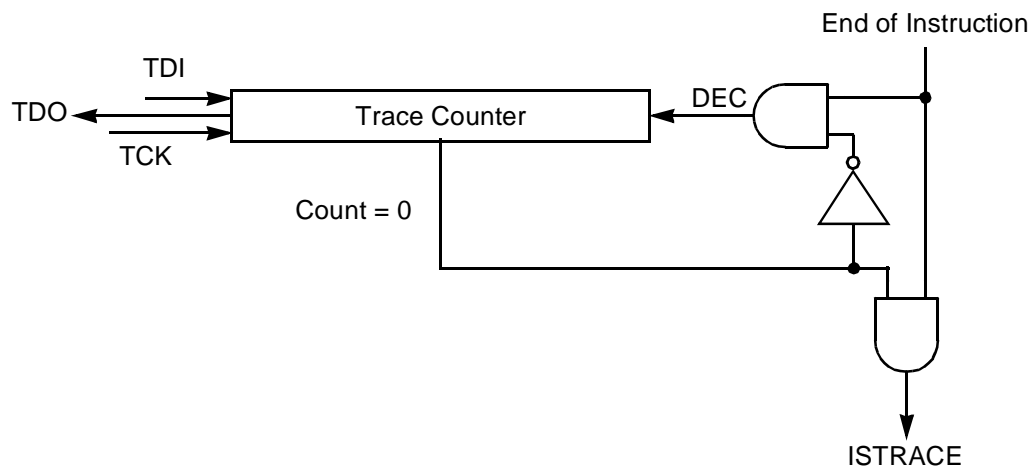 End of Instruction
TDI
TDO
Trace Counter
DEC
TCK
Count = 0
ISTRACE